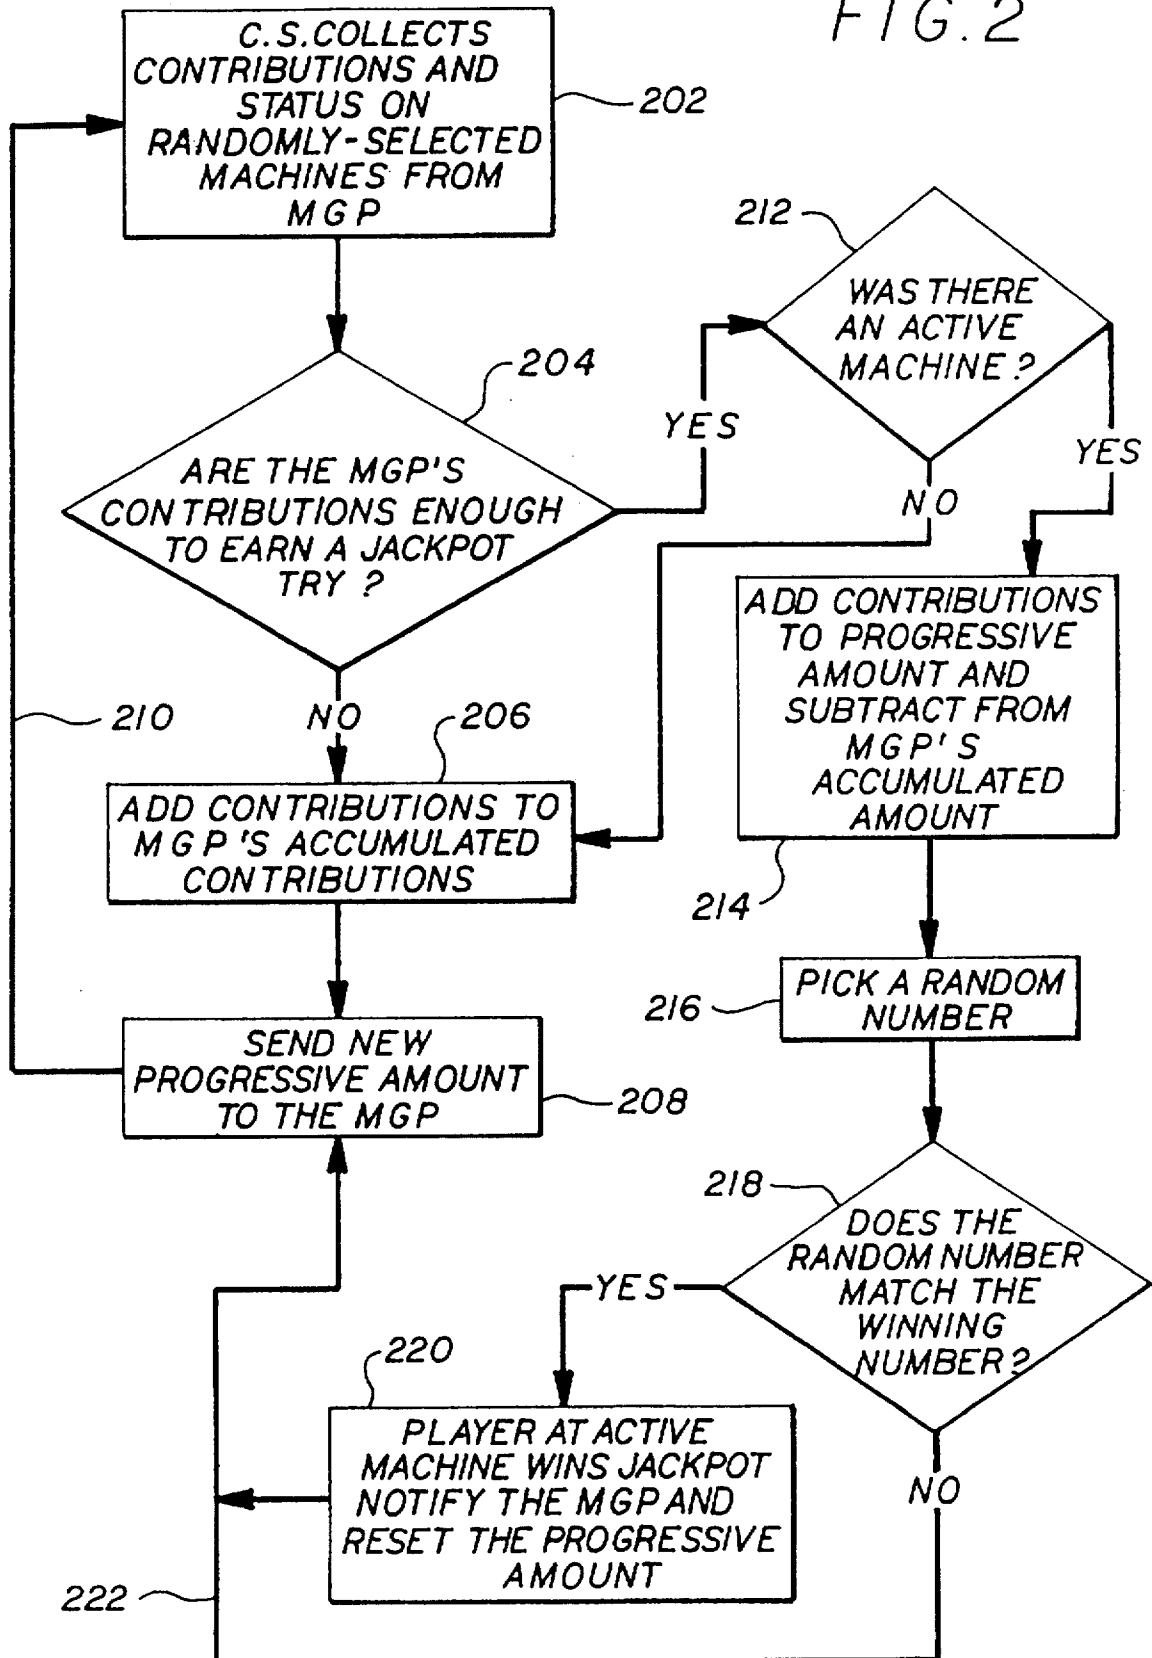 FIG. 2
C.S. COLLECTS
CONTRIBUTIONS AND
STATUS ON
RANDOMLY-SELECTED
MACHINES FROM
MGP
202
204
ARE THE MGP'S
CONTRIBUTIONS ENOUGH
TO EARN A JACKPOT
TRY?
YES
NO
212
WAS THERE
AN ACTIVE
MACHINE?
YES
NO
210
206
ADD CONTRIBUTIONS TO
MGP'S ACCUMULATED
CONTRIBUTIONS
ADD CONTRIBUTIONS
TO PROGRESSIVE
AMOUNT AND
SUBTRACT FROM
MGP'S
ACCUMULATED
AMOUNT
214
SEND NEW
PROGRESSIVE AMOUNT
TO THE MGP
208
216
PICK A RANDOM
NUMBER
218
DOES THE
RANDOM NUMBER
MATCH THE
WINNING
NUMBER?
YES
NO
220
PLAYER AT ACTIVE
MACHINE WINS JACKPOT
NOTIFY THE MGP AND
RESET THE PROGRESSIVE
AMOUNT
222